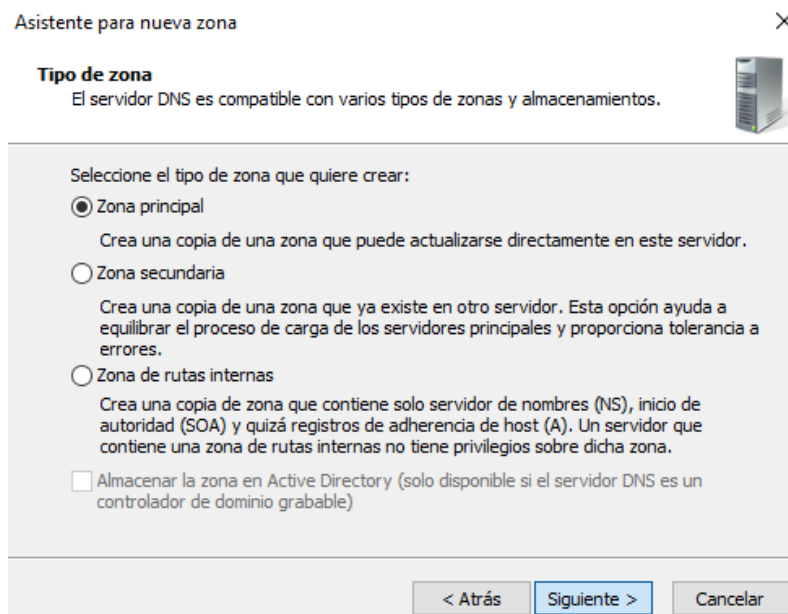 Asistente para nueva zona
Tipo de zona
El servidor DNS es compatible con varios tipos de zonas y almacenamientos.
Seleccione el tipo de zona que quiere crear:
Zona principal
Crea una copia de una zona que puede actualizarse directamente en este servidor.
Zona secundaria
Crea una copia de una zona que ya existe en otro servidor. Esta opción ayuda a
equilibrar el proceso de carga de los servidores principales y proporciona tolerancia a
errores.
Zona de rutas internas
Crea una copia de zona que contiene solo servidor de nombres (NS), inicio de
autoridad (SOA) y quizá registros de adherencia de host (A). Un servidor que
contiene una zona de rutas internas no tiene privilegios sobre dicha zona.
Almacenar la zona en Active Directory (solo disponible si el servidor DNS es un
controlador de dominio grabable)
< Atrás Siguiente > Cancelar